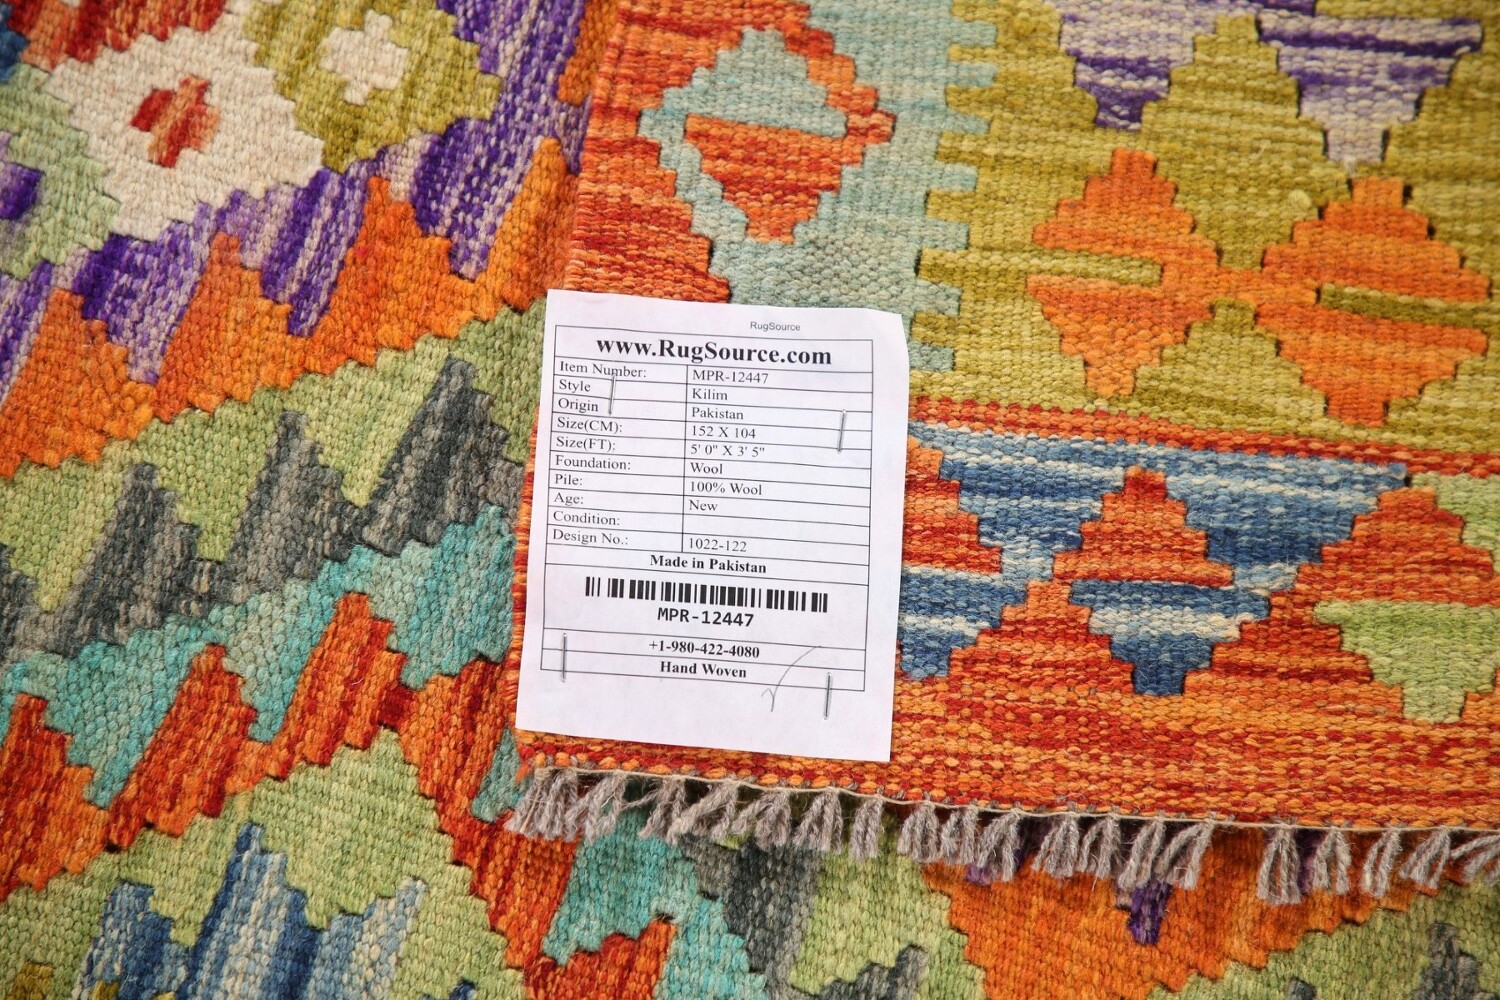 RugSource
www.RugSource.com
Item Number: MPR-12447
Style Kilim
Origin Pakistan
Size(CM): 152 X 104
Size(FT): 5' 0" X 3' 5"
Foundation: Wool
Pile: 100% Wool
Age: New
Condition:
Design No.: 1022-122
Made in Pakistan
MPR-12447
+1-980-422-4080
Hand Woven